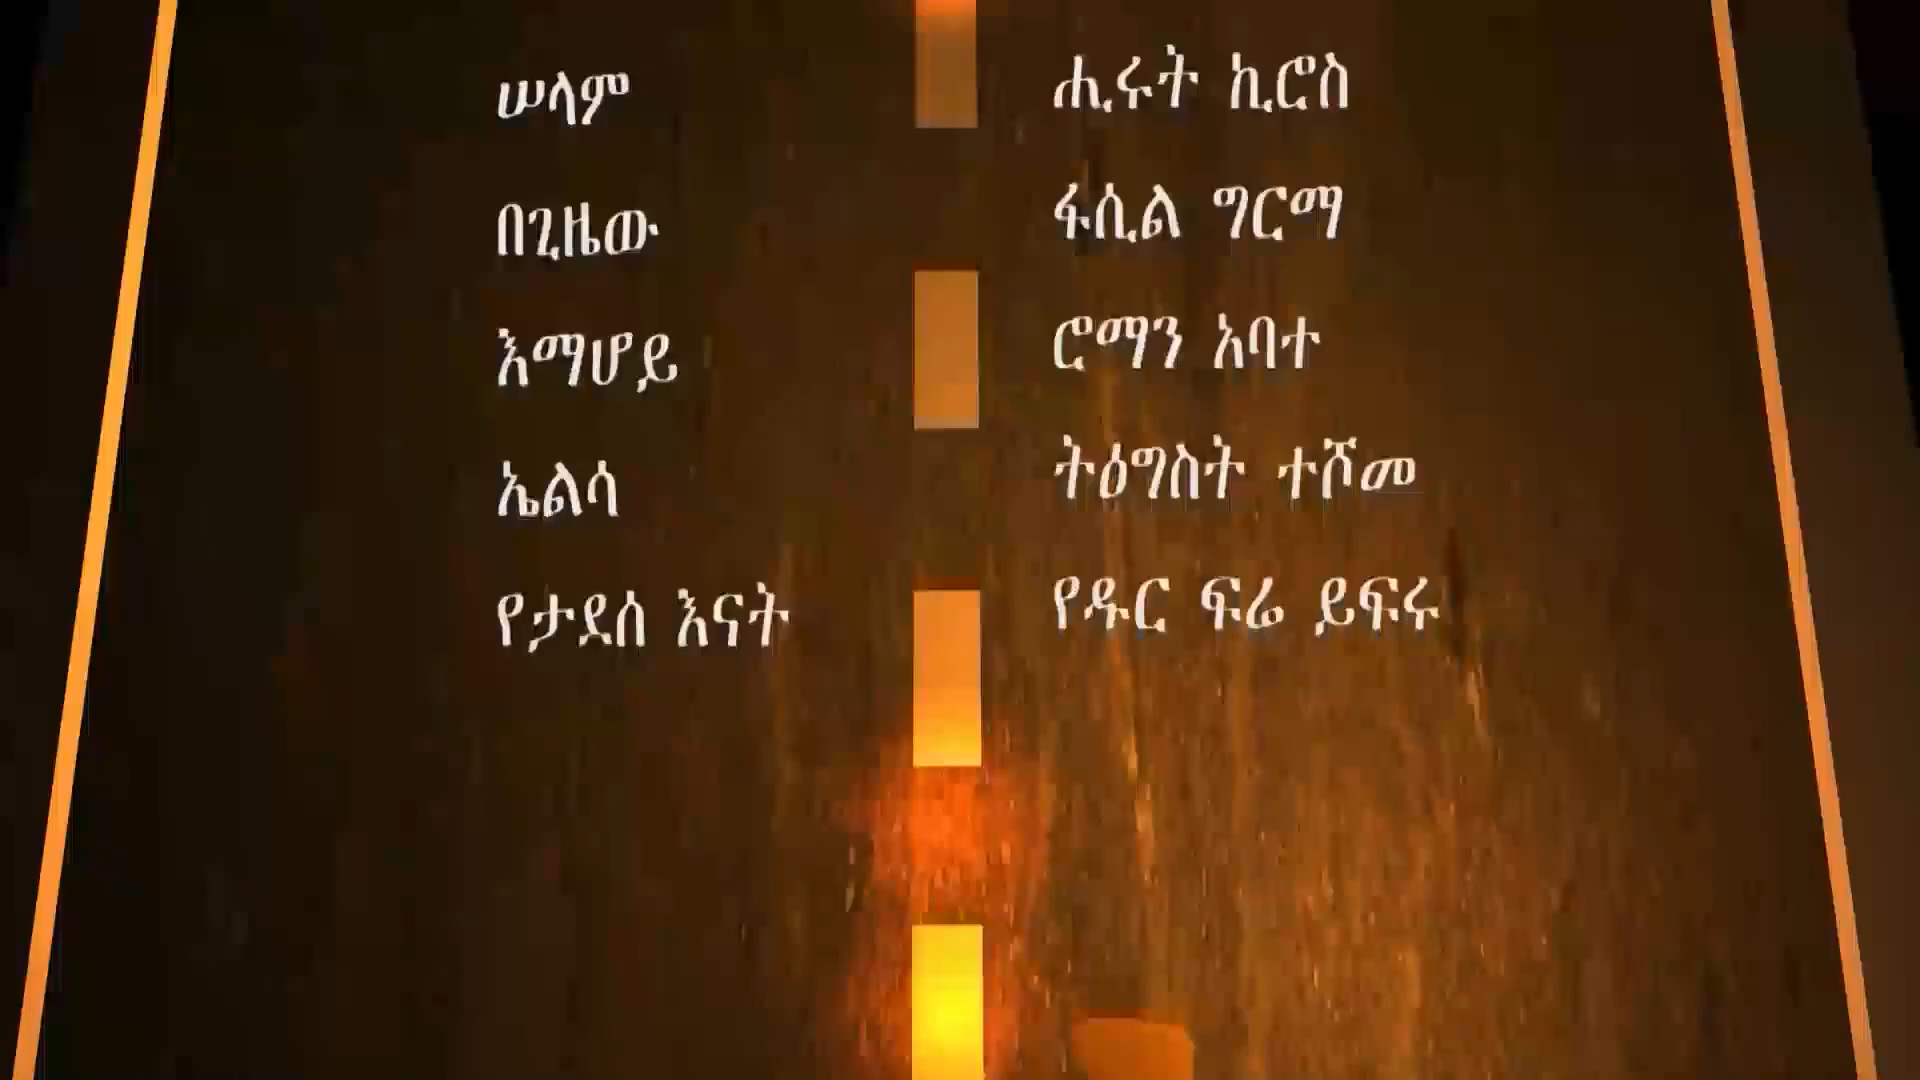 ሠላም ሒሩት ኪሮስ
በጊዜው ፋሲል ግርማ
እማሆይ ሮማን አባተ
ኤልሳ ትዕግስት ተሾመ
የታደሰ እናት የዱር ፍሬ ይፍሩ